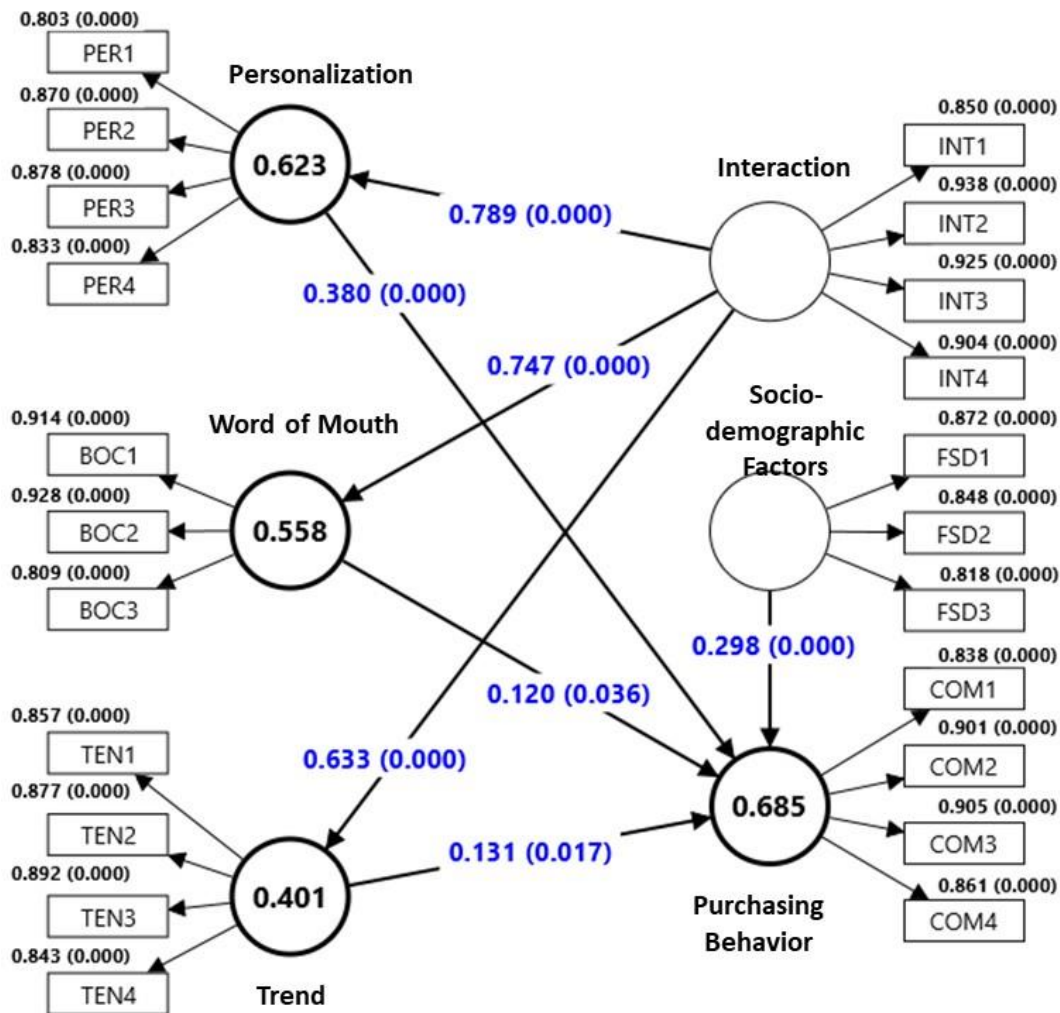 0.803 (0.000)
PER1
0.870 (0.000)
PER2
0.878 (0.000)
PER3
0.833 (0.000)
PER4
Personalization
0.623
0.789 (0.000)
0.380 (0.000)
Interaction
0.850 (0.000)
INT1
0.938 (0.000)
INT2
0.925 (0.000)
INT3
0.904 (0.000)
INT4
0.747 (0.000)
0.914 (0.000)
BOC1
0.928 (0.000)
BOC2
0.809 (0.000)
BOC3
Word of Mouth
0.558
Socio-
demographic
Factors
0.872 (0.000)
FSD1
0.848 (0.000)
FSD2
0.818 (0.000)
FSD3
0.298 (0.000)
0.120 (0.036)
0.633 (0.000)
0.131 (0.017)
0.857 (0.000)
TEN1
0.877 (0.000)
TEN2
0.892 (0.000)
TEN3
0.843 (0.000)
TEN4
0.401
Trend
0.685
Purchasing
Behavior
0.838 (0.000)
COM1
0.901 (0.000)
COM2
0.905 (0.000)
COM3
0.861 (0.000)
COM4